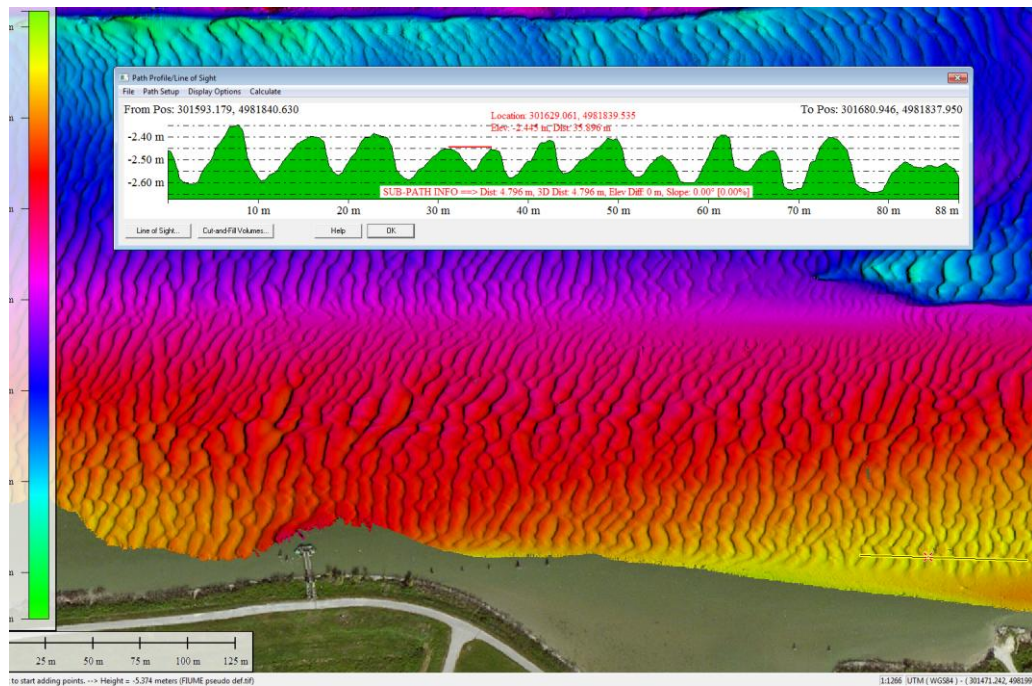 Path Profile/Line of Sight
File Path Setup Display Options Calculate
From Pos: 301593.179, 4981840.630
To Pos: 301680.946, 4981837.950
Location: 301629.061, 4981839.535
Elev: -2.445 m, Dist: 35.896 m
-2.40 m
-2.50 m
-2.60 m
SUB-PATH INFO ==> Dist: 4.796 m, 3D Dist: 4.796 m, Elev Diff: 0 m, Slope: 0.00° [0.00%]
10 m 20 m 30 m 40 m 50 m 60 m 70 m 80 m 88 m
Line of Sight... Cut-and-Fill Volumes... Help OK
m
m
m
m
m
25 m 50 m 75 m 100 m 125 m
to start adding points. --> Height = -5.374 meters (FIUME pseudo def.tif)
1:1266 UTM ( WGS84 ) - ( 301471.242, 498199